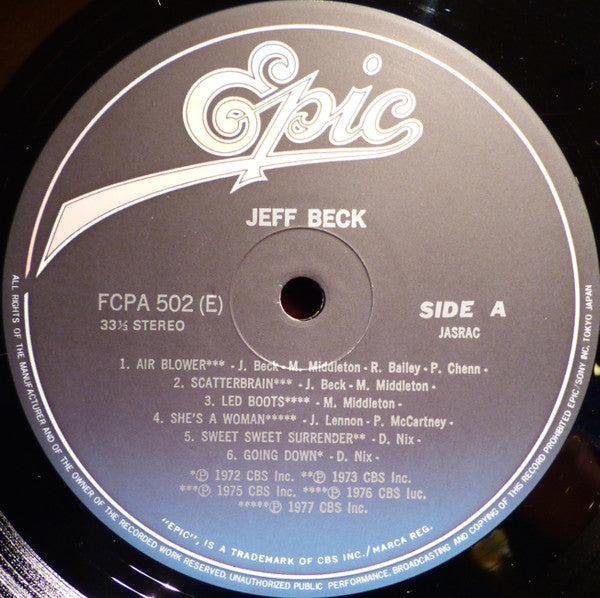 Epic
JEFF BECK
FCPA 502 (E)
33⅓ STEREO
SIDE A
JASRAC
1. AIR BLOWER*** - J. Beck - M. Middleton - R. Bailey - P. Chenn -
2. SCATTERBRAIN*** - J. Beck - M. Middleton -
3. LED BOOTS**** - M. Middleton -
4. SHE'S A WOMAN***** - J. Lennon - P. McCartney -
5. SWEET SWEET SURRENDER** - D. Nix -
6. GOING DOWN* - D. Nix -
*℗ 1972 CBS Inc. **℗ 1973 CBS Inc.
***℗ 1975 CBS Inc. ****℗ 1976 CBS Iuc.
*****℗ 1977 CBS Inc.
"EPIC", IS A TRADEMARK OF CBS INC./MARCA REG.
ALL RIGHTS OF THE MANUFACTURER AND OF THE OWNER OF THE RECORDED WORK RESERVED, UNAUTHORIZED PUBLIC PERFORMANCE, BROADCASTING AND COPYING OF THIS RECORD PROHIBITED EPIC/SONY INC. TOKYO JAPAN